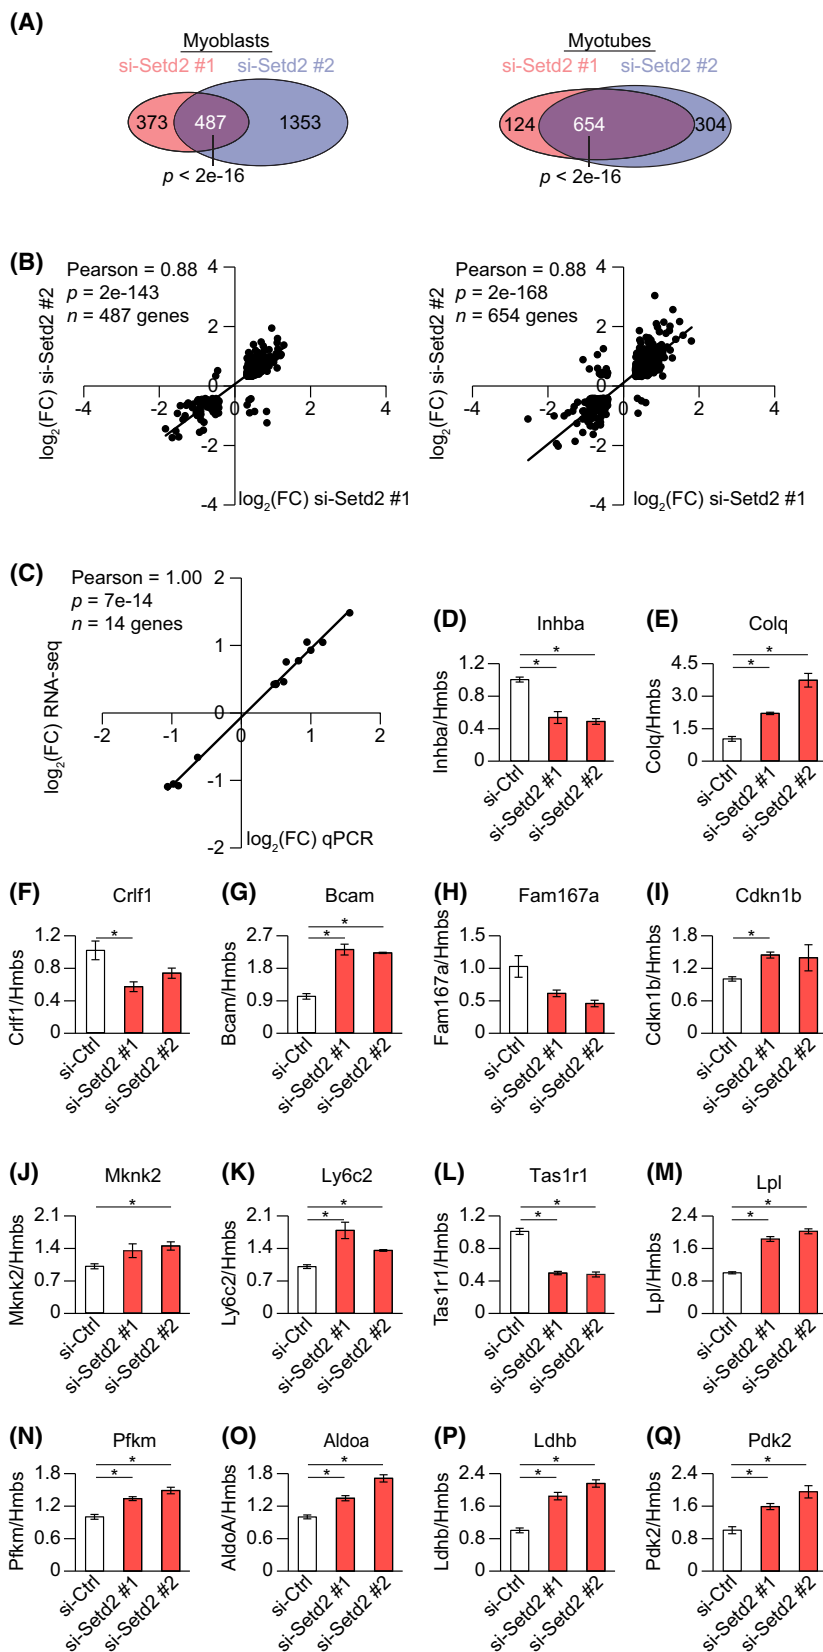 (A)
Myoblasts
si-Setd2 #1 si-Setd2 #2
373 487 1353
p < 2e-16
Myotubes
si-Setd2 #1 si-Setd2 #2
124 654 304
p < 2e-16
(B)
Pearson = 0.88
p = 2e-143
n = 487 genes
log2(FC) si-Setd2 #2
4
2
0
-2
-4
-4 -2 0 2 4
log2(FC) si-Setd2 #1
Pearson = 0.88
p = 2e-168
n = 654 genes
log2(FC) si-Setd2 #2
4
2
0
-2
-4
-4 -2 0 2 4
log2(FC) si-Setd2 #1
(C)
Pearson = 1.00
p = 7e-14
n = 14 genes
log2(FC) RNA-seq
2
1
0
-1
-2
-2 -1 0 1 2
log2(FC) qPCR
(D)
Inhba
* *
Inhba/Hmbs
1.2
0.8
0.4
0
si-Ctrl
si-Setd2 #1
si-Setd2 #2
(E)
Colq
* *
Colq/Hmbs
4.5
3.0
1.5
0
si-Ctrl
si-Setd2 #1
si-Setd2 #2
(F)
Crlf1
*
Crlf1/Hmbs
1.2
0.8
0.4
0
si-Ctrl
si-Setd2 #1
si-Setd2 #2
(G)
Bcam
* *
Bcam/Hmbs
2.7
1.8
0.9
0
si-Ctrl
si-Setd2 #1
si-Setd2 #2
(H)
Fam167a
Fam167a/Hmbs
1.5
1.0
0.5
0
si-Ctrl
si-Setd2 #1
si-Setd2 #2
(I)
Cdkn1b
*
Cdkn1b/Hmbs
1.8
1.2
0.6
0
si-Ctrl
si-Setd2 #1
si-Setd2 #2
(J)
Mknk2
*
Mknk2/Hmbs
2.1
1.4
0.7
0
si-Ctrl
si-Setd2 #1
si-Setd2 #2
(K)
Ly6c2
* *
Ly6c2/Hmbs
2.1
1.4
0.7
0
si-Ctrl
si-Setd2 #1
si-Setd2 #2
(L)
Tas1r1
* *
Tas1r1/Hmbs
1.2
0.8
0.4
0
si-Ctrl
si-Setd2 #1
si-Setd2 #2
(M)
Lpl
* *
Lpl/Hmbs
2.4
1.6
0.8
0
si-Ctrl
si-Setd2 #1
si-Setd2 #2
(N)
Pfkm
* *
Pfkm/Hmbs
1.8
1.2
0.6
0
si-Ctrl
si-Setd2 #1
si-Setd2 #2
(O)
Aldoa
* *
AldoA/Hmbs
1.8
1.2
0.6
0
si-Ctrl
si-Setd2 #1
si-Setd2 #2
(P)
Ldhb
* *
Ldhb/Hmbs
2.4
1.6
0.8
0
si-Ctrl
si-Setd2 #1
si-Setd2 #2
(Q)
Pdk2
* *
Pdk2/Hmbs
2.4
1.6
0.8
0
si-Ctrl
si-Setd2 #1
si-Setd2 #2